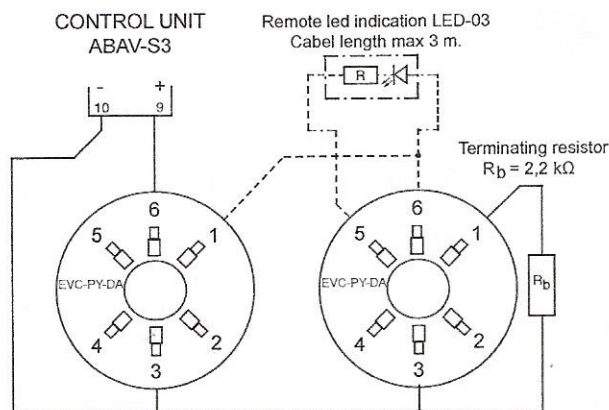 CONTROL UNIT
ABAV-S3
Remote led indication LED-03
Cabel length max 3 m.
R
- +
10 9
Terminating resistor
Rb = 2,2 kΩ
6
5 1
EVC-PY-DA
4 2
3
6
5 1
EVC-PY-DA
4 2
3
Rb